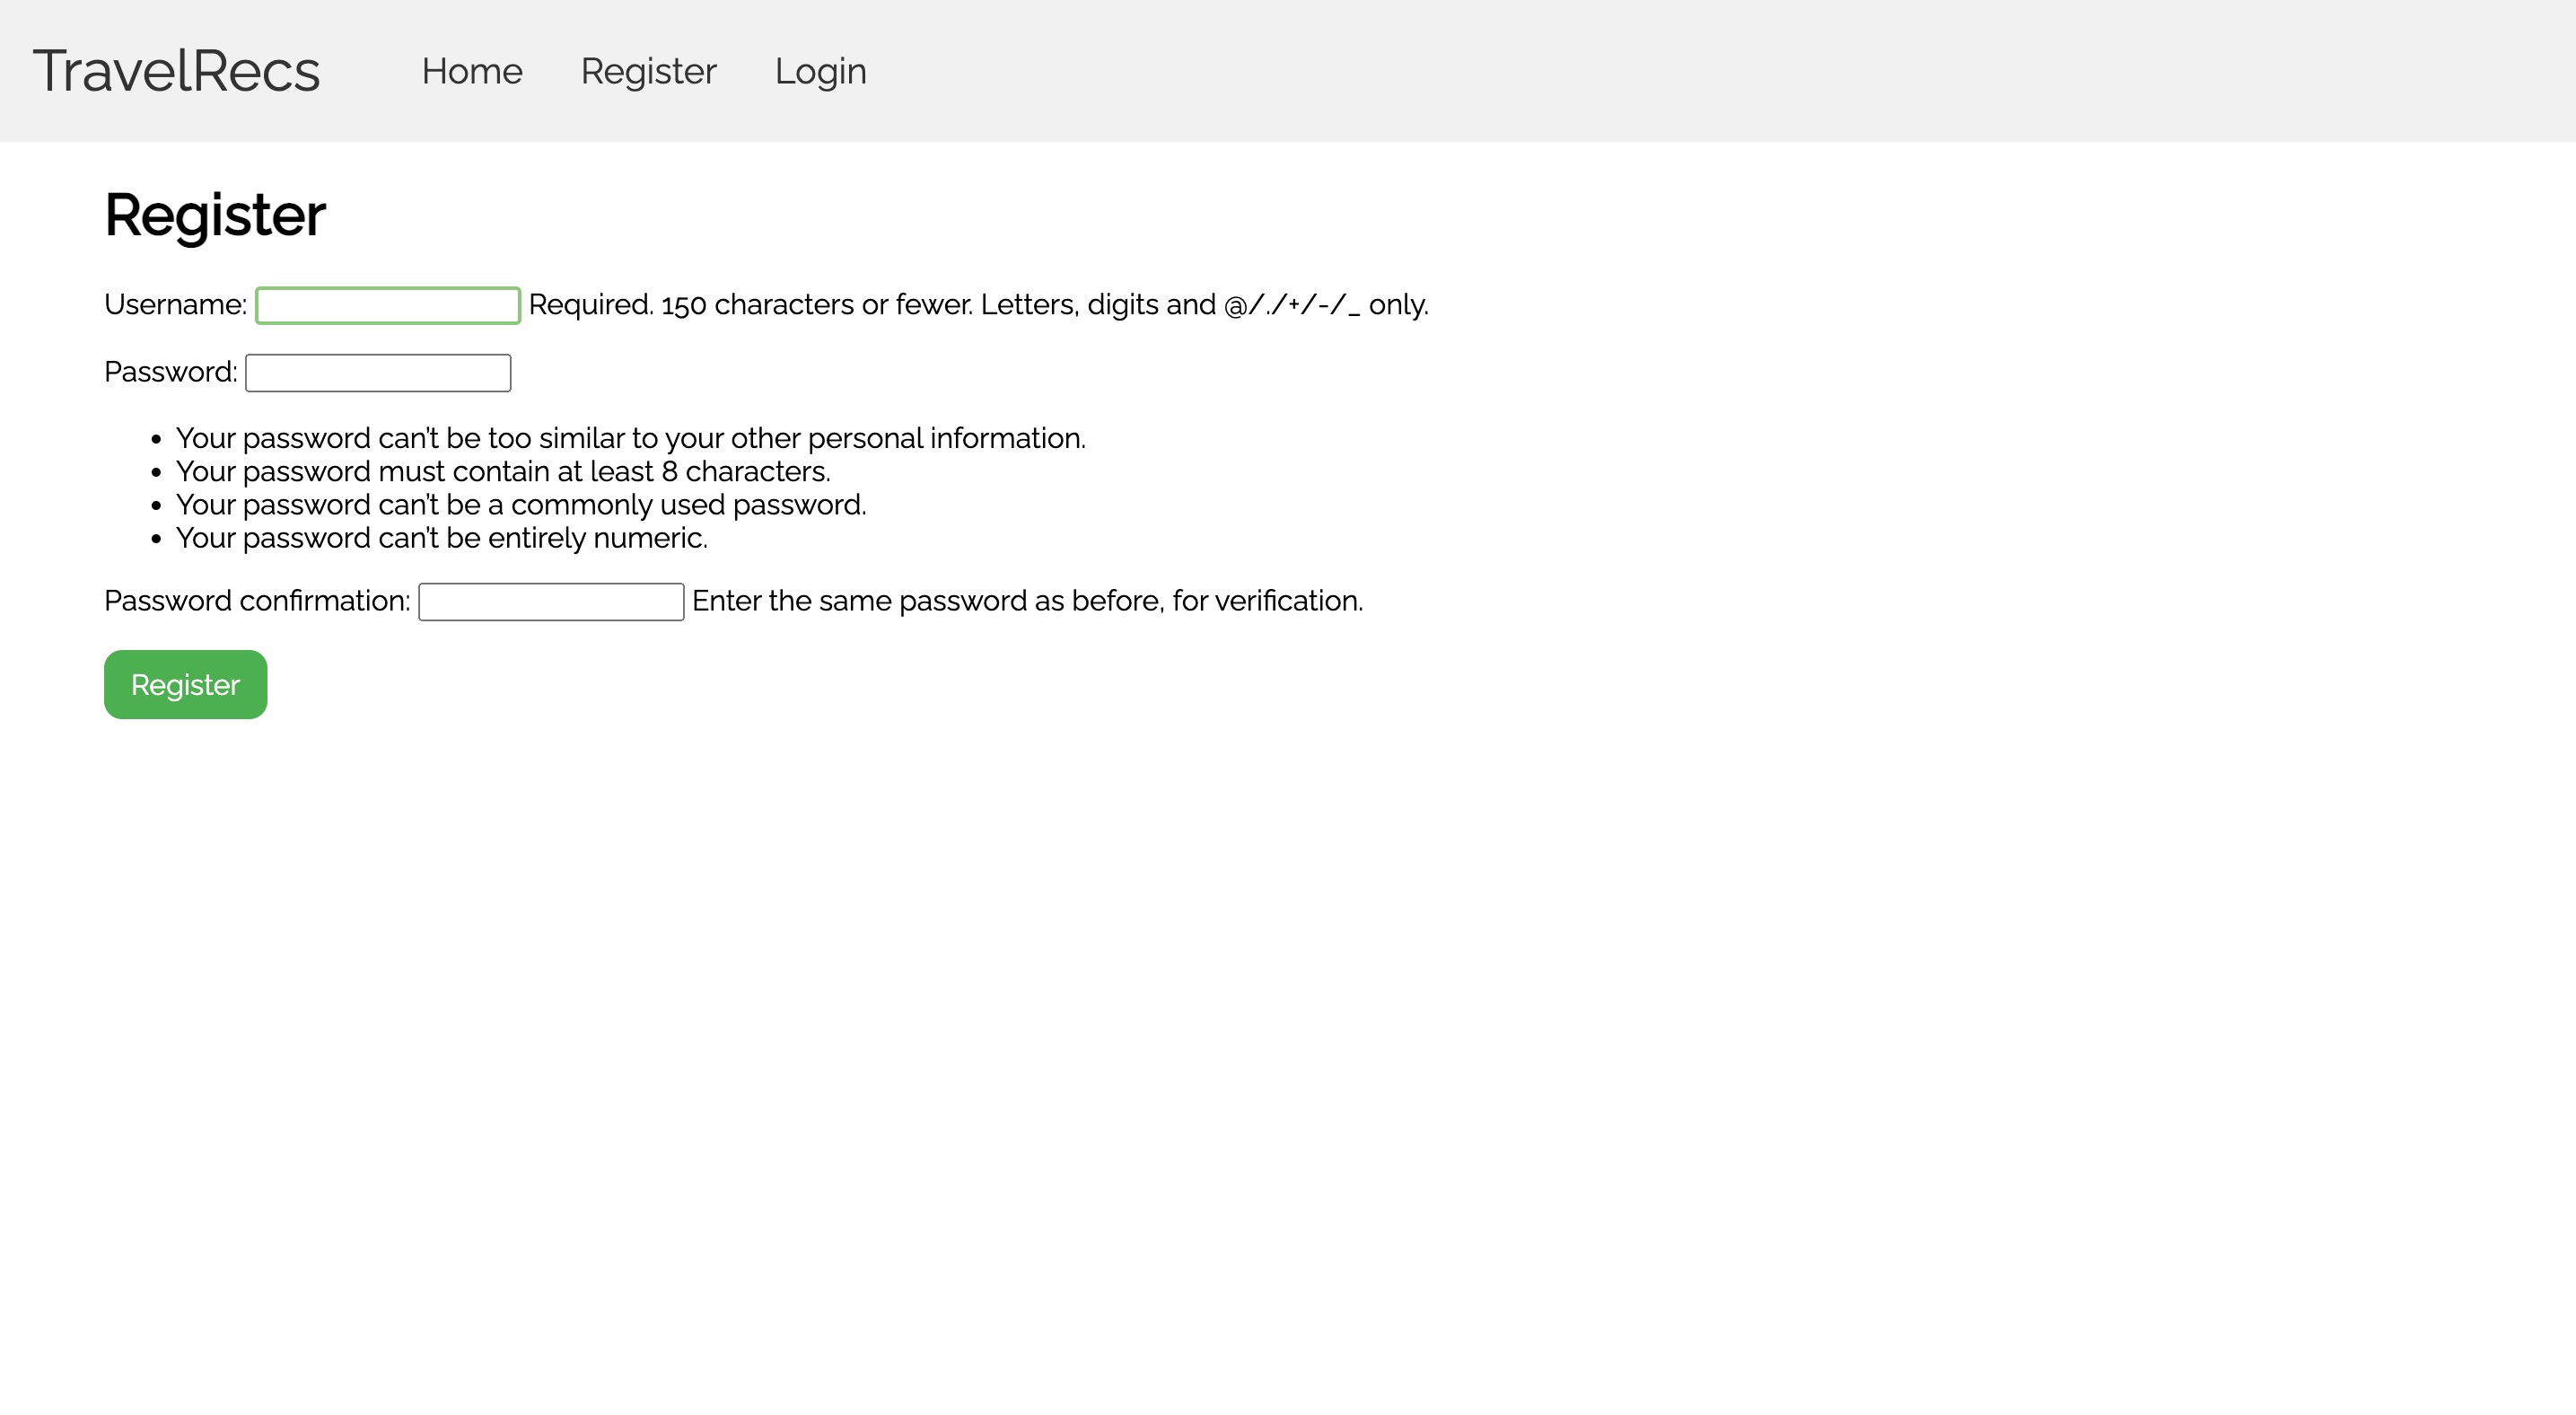 TravelRecs Home Register Login
Register
Username: Required. 150 characters or fewer. Letters, digits and @/./+/-/_ only.
Password:
Your password can’t be too similar to your other personal information.
Your password must contain at least 8 characters.
Your password can’t be a commonly used password.
Your password can’t be entirely numeric.
Password confirmation: Enter the same password as before, for verification.
Register